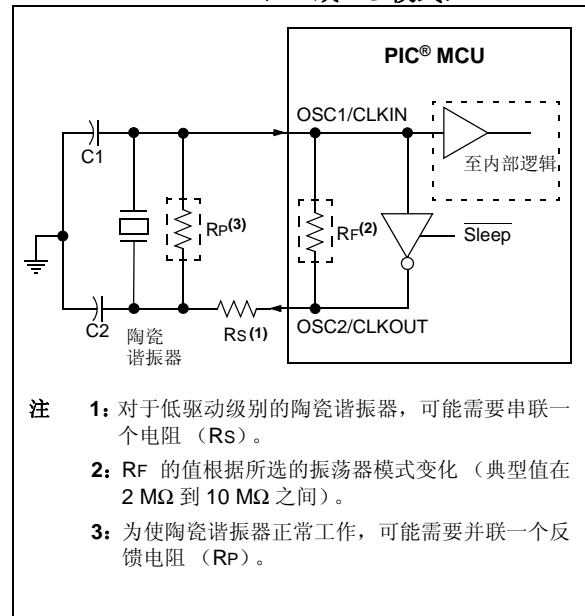 PIC® MCU
OSC1/CLKIN
C1
至内部逻辑
RP(3)
RF(2)
Sleep
C2
陶瓷
谐振器
RS(1)
OSC2/CLKOUT
注 1: 对于低驱动级别的陶瓷谐振器，可能需要串联一
个电阻 （RS）。
2: RF 的值根据所选的振荡器模式变化 （典型值在
2 MΩ 到 10 MΩ 之间）。
3: 为使陶瓷谐振器正常工作，可能需要并联一个反
馈电阻 （RP）。